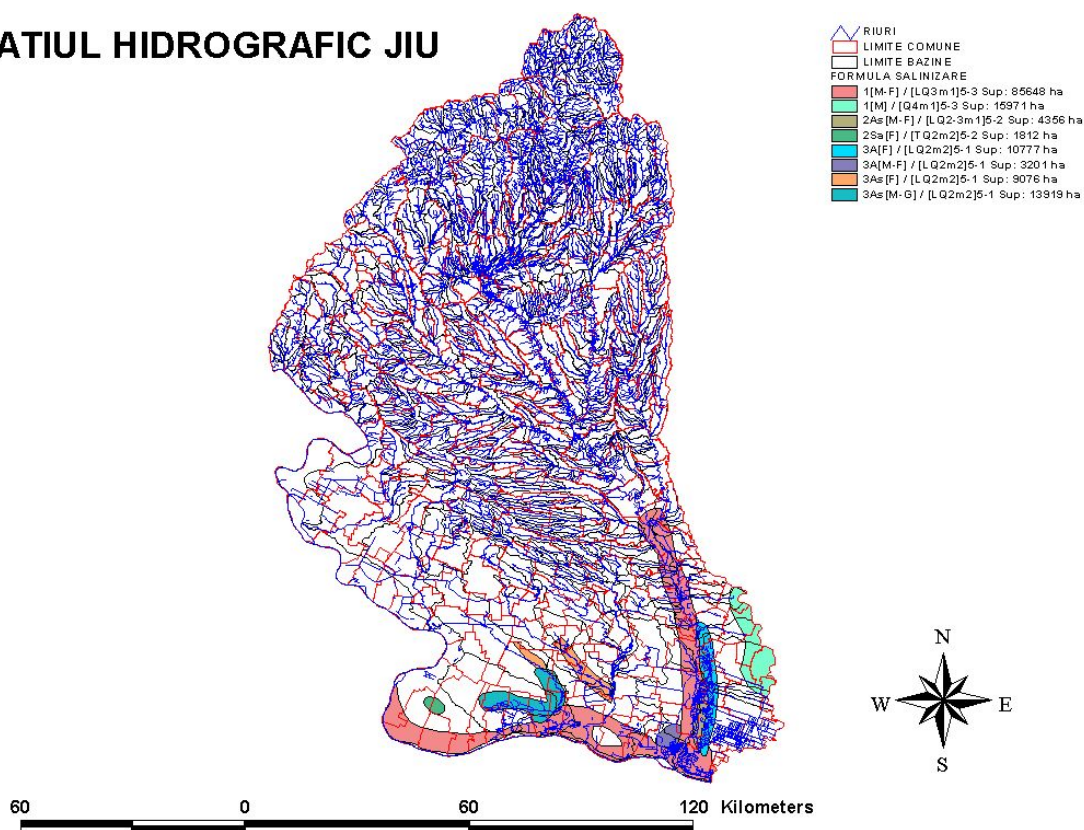 ATIUL HIDROGRAFIC JIU
RIURI
LIMITE COMUNE
LIMITE BAZINE
FORMULA SALINIZARE
1[M-F] / [LQ3m1]5-3 Sup: 85648 ha
1[M] / [Q4m1]5-3 Sup: 15971 ha
2As[M-F] / [LQ2-3m1]5-2 Sup: 4356 ha
2Sa[F] / [TQ2m2]5-2 Sup: 1812 ha
3A[F] / [LQ2m2]5-1 Sup: 10777 ha
3A[M-F] / [LQ2m2]5-1 Sup: 3201 ha
3As[F] / [LQ2m2]5-1 Sup: 9076 ha
3As[M-G] / [LQ2m2]5-1 Sup: 13919 ha
N
W E
S
60 0 60 120 Kilometers